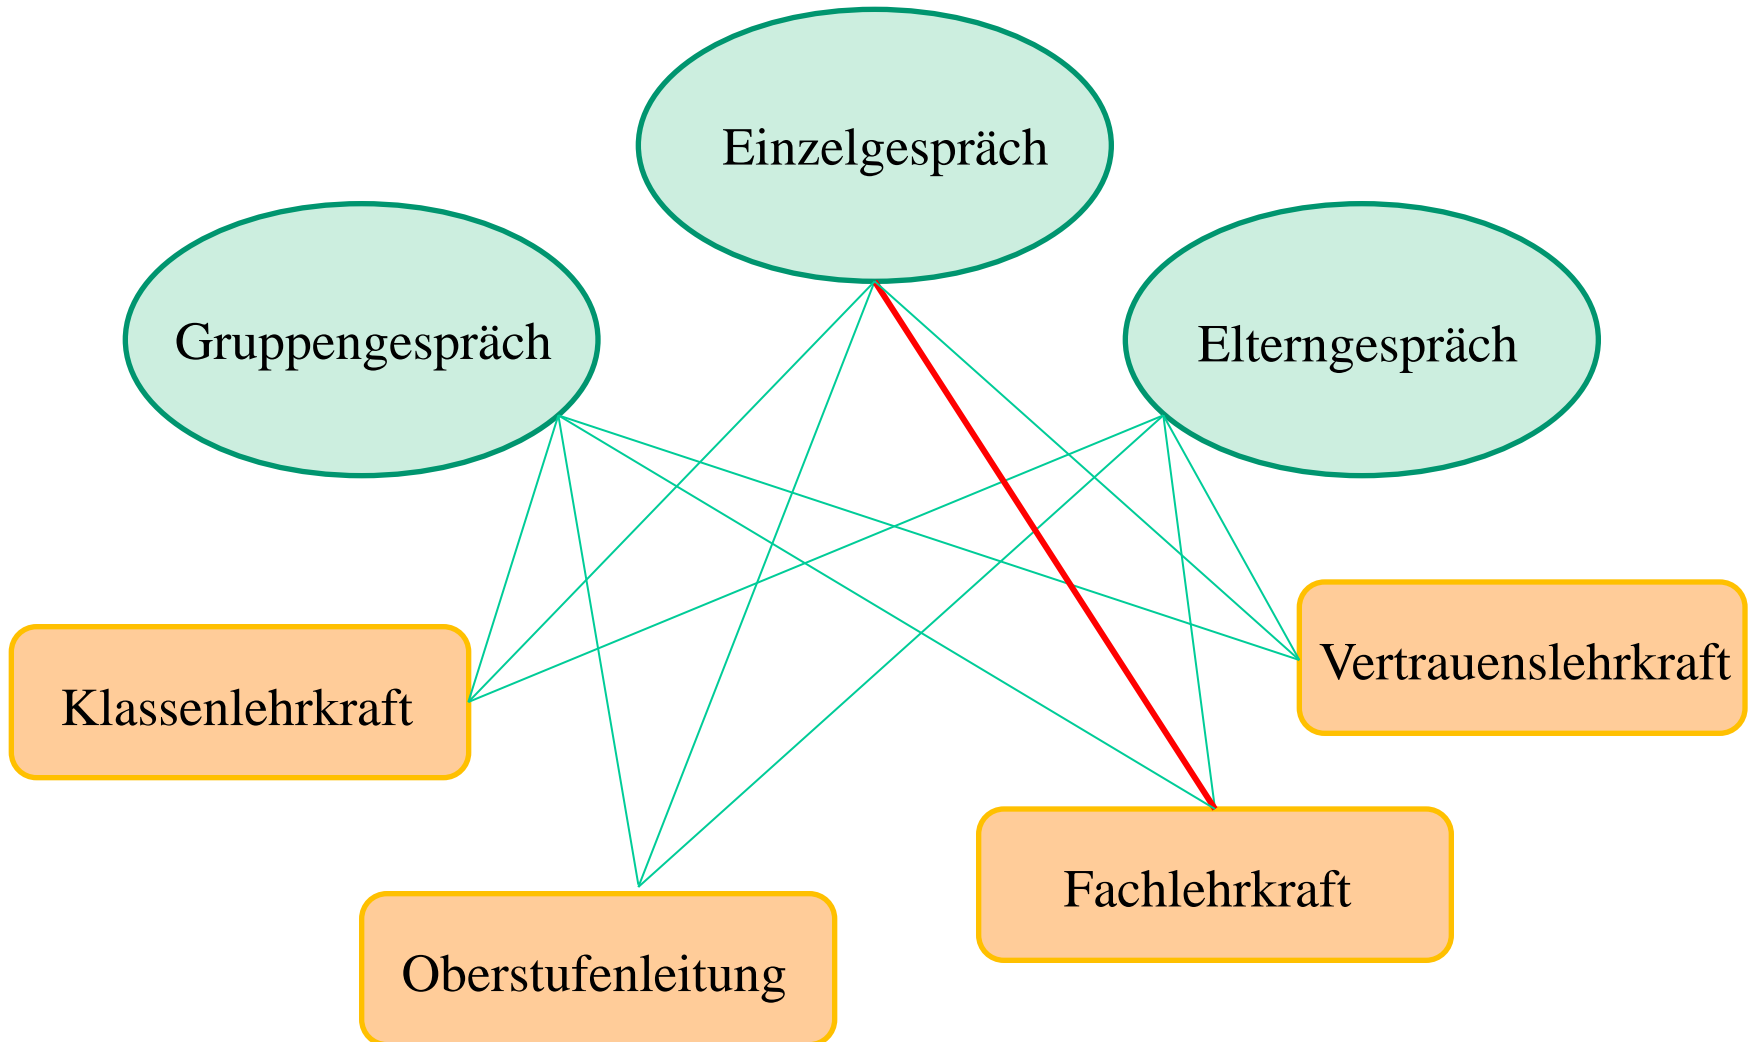 Einzelgespräch
Gruppengespräch
Elterngespräch
Klassenlehrkraft
Vertrauenslehrkraft
Fachlehrkraft
Oberstufenleitung